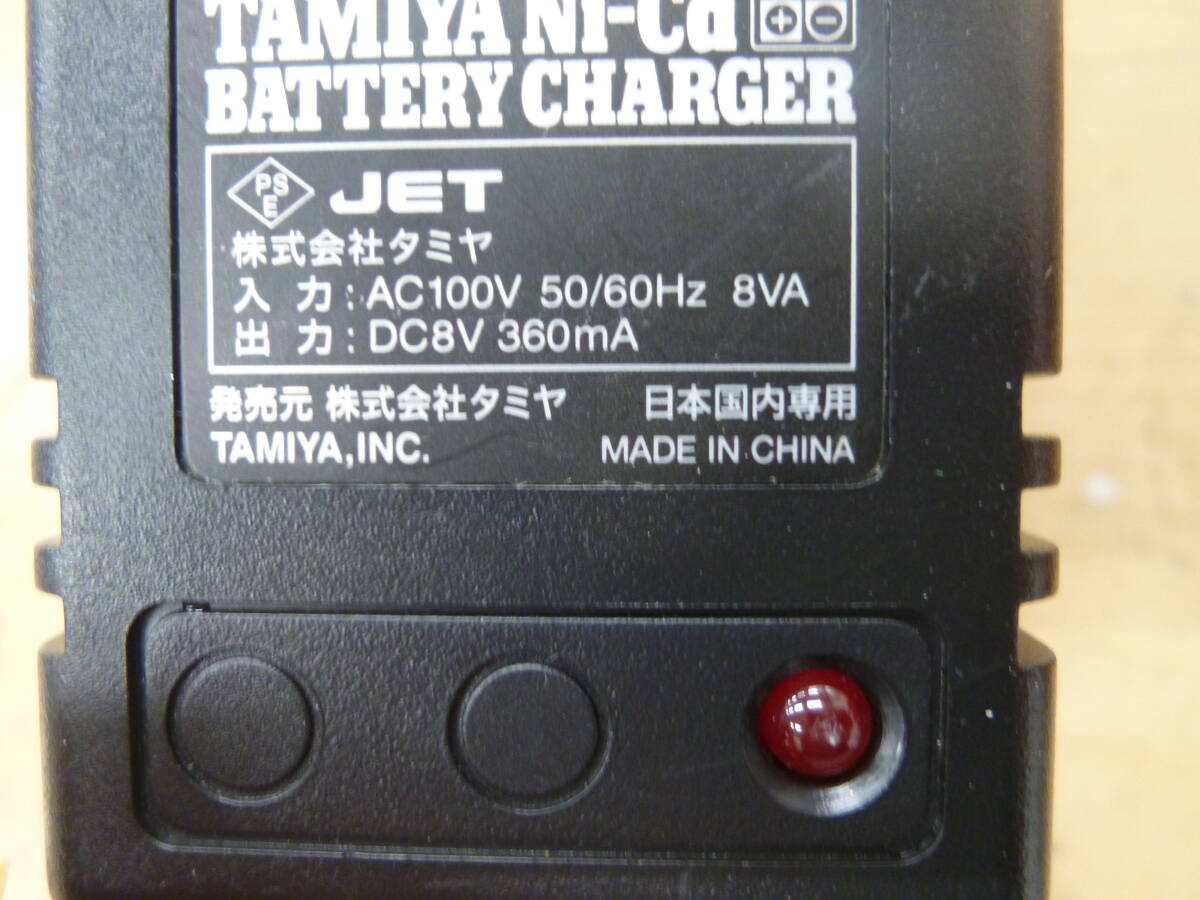 TAMIYA Ni-Cd
BATTERY CHARGER
PS
E
JET
株式会社タミヤ
入 力 : AC100V 50/60Hz 8VA
出 力 : DC8V 360mA
発売元 株式会社タミヤ 日本国内専用
TAMIYA,INC. MADE IN CHINA